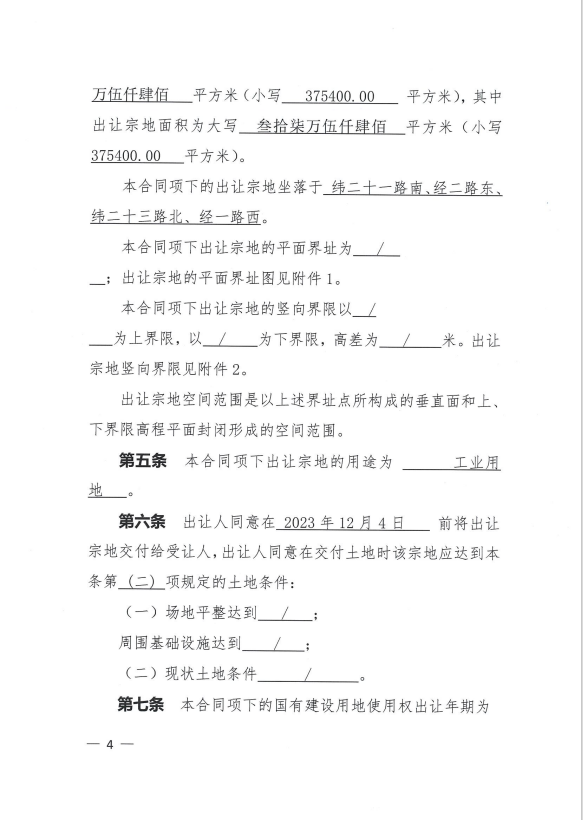 万伍仟肆佰 平方米（小写 375400.00 平方米），其中
出让宗地面积为大写 叁拾柒万伍仟肆佰 平方米（小写
375400.00 平方米）。
本合同项下的出让宗地坐落于 纬二十一路南、经二路东、
纬二十三路北、经一路西。
本合同项下出让宗地的平面界址为 /
；出让宗地的平面界址图见附件1。
本合同项下出让宗地的竖向界限以 /
为上界限，以 / 为下界限，高差为 / 米。出让
宗地竖向界限见附件2。
出让宗地空间范围是以上述界址点所构成的垂直面和上、
下界限高程平面封闭形成的空间范围。
第五条 本合同项下出让宗地的用途为 工业用
地 。
第六条 出让人同意在 2023年12月4日 前将出让
宗地交付给受让人，出让人同意在交付土地时该宗地应达到本
条第 (二) 项规定的土地条件：
（一）场地平整达到 / ；
周围基础设施达到 / ；
（二）现状土地条件 / 。
第七条 本合同项下的国有建设用地使用权出让年期为
— 4 —